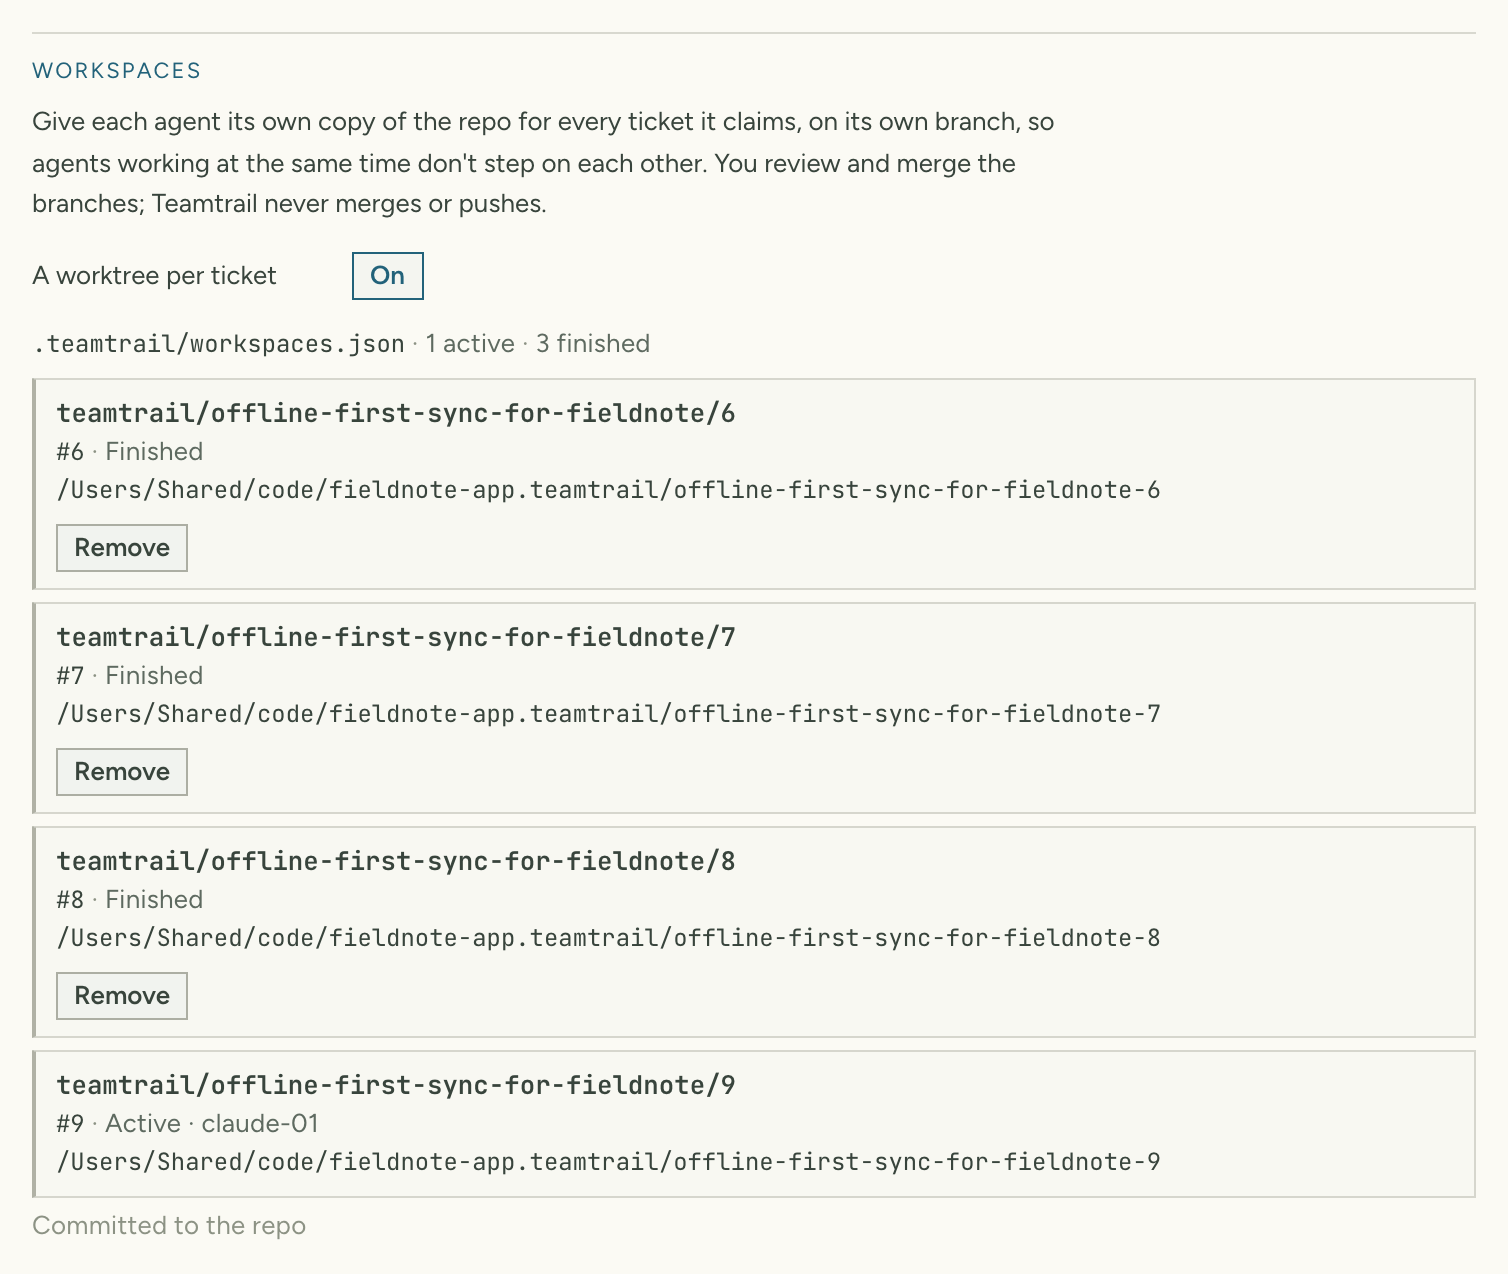 WORKSPACES
Give each agent its own copy of the repo for every ticket it claims, on its own branch, so
agents working at the same time don't step on each other. You review and merge the
branches; Teamtrail never merges or pushes.
A worktree per ticket On
.teamtrail/workspaces.json · 1 active · 3 finished
teamtrail/offline-first-sync-for-fieldnote/6
#6 · Finished
/Users/Shared/code/fieldnote-app.teamtrail/offline-first-sync-for-fieldnote-6
Remove
teamtrail/offline-first-sync-for-fieldnote/7
#7 · Finished
/Users/Shared/code/fieldnote-app.teamtrail/offline-first-sync-for-fieldnote-7
Remove
teamtrail/offline-first-sync-for-fieldnote/8
#8 · Finished
/Users/Shared/code/fieldnote-app.teamtrail/offline-first-sync-for-fieldnote-8
Remove
teamtrail/offline-first-sync-for-fieldnote/9
#9 · Active · claude-01
/Users/Shared/code/fieldnote-app.teamtrail/offline-first-sync-for-fieldnote-9
Committed to the repo